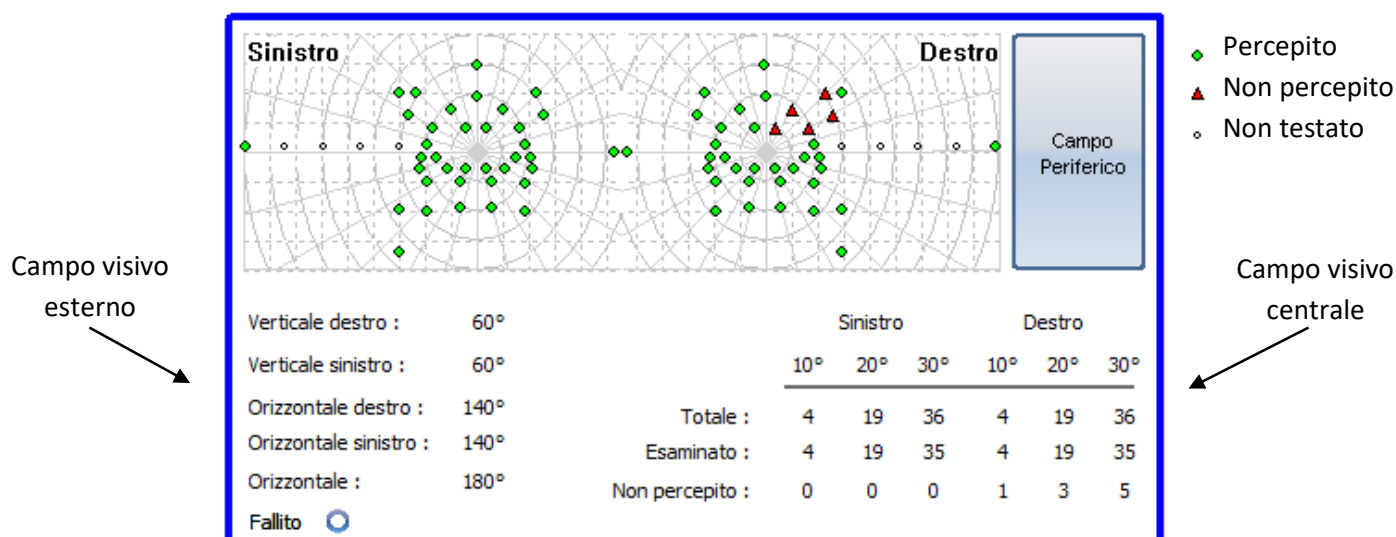 Sinistro
Destro
Campo
Periferico
Percepito
Non percepito
Non testato
Campo visivo
esterno
Campo visivo
centrale
Verticale destro : 60°
Verticale sinistro : 60°
Orizzontale destro : 140°
Orizzontale sinistro : 140°
Orizzontale : 180°
Fallito
Sinistro Destro
10° 20° 30° 10° 20° 30°
Totale : 4 19 36 4 19 36
Esaminato : 4 19 35 4 19 35
Non percepito : 0 0 0 1 3 5